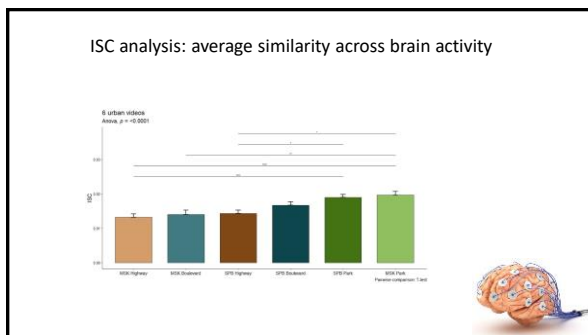 ISC analysis: average similarity across brain activity
6 urban videos
Anova, p = <0.0001
ISC
MSK Highway MSK Boulevard SPB Highway SPB Boulevard SPB Park MSK Park
Pairwise comparison: T-test